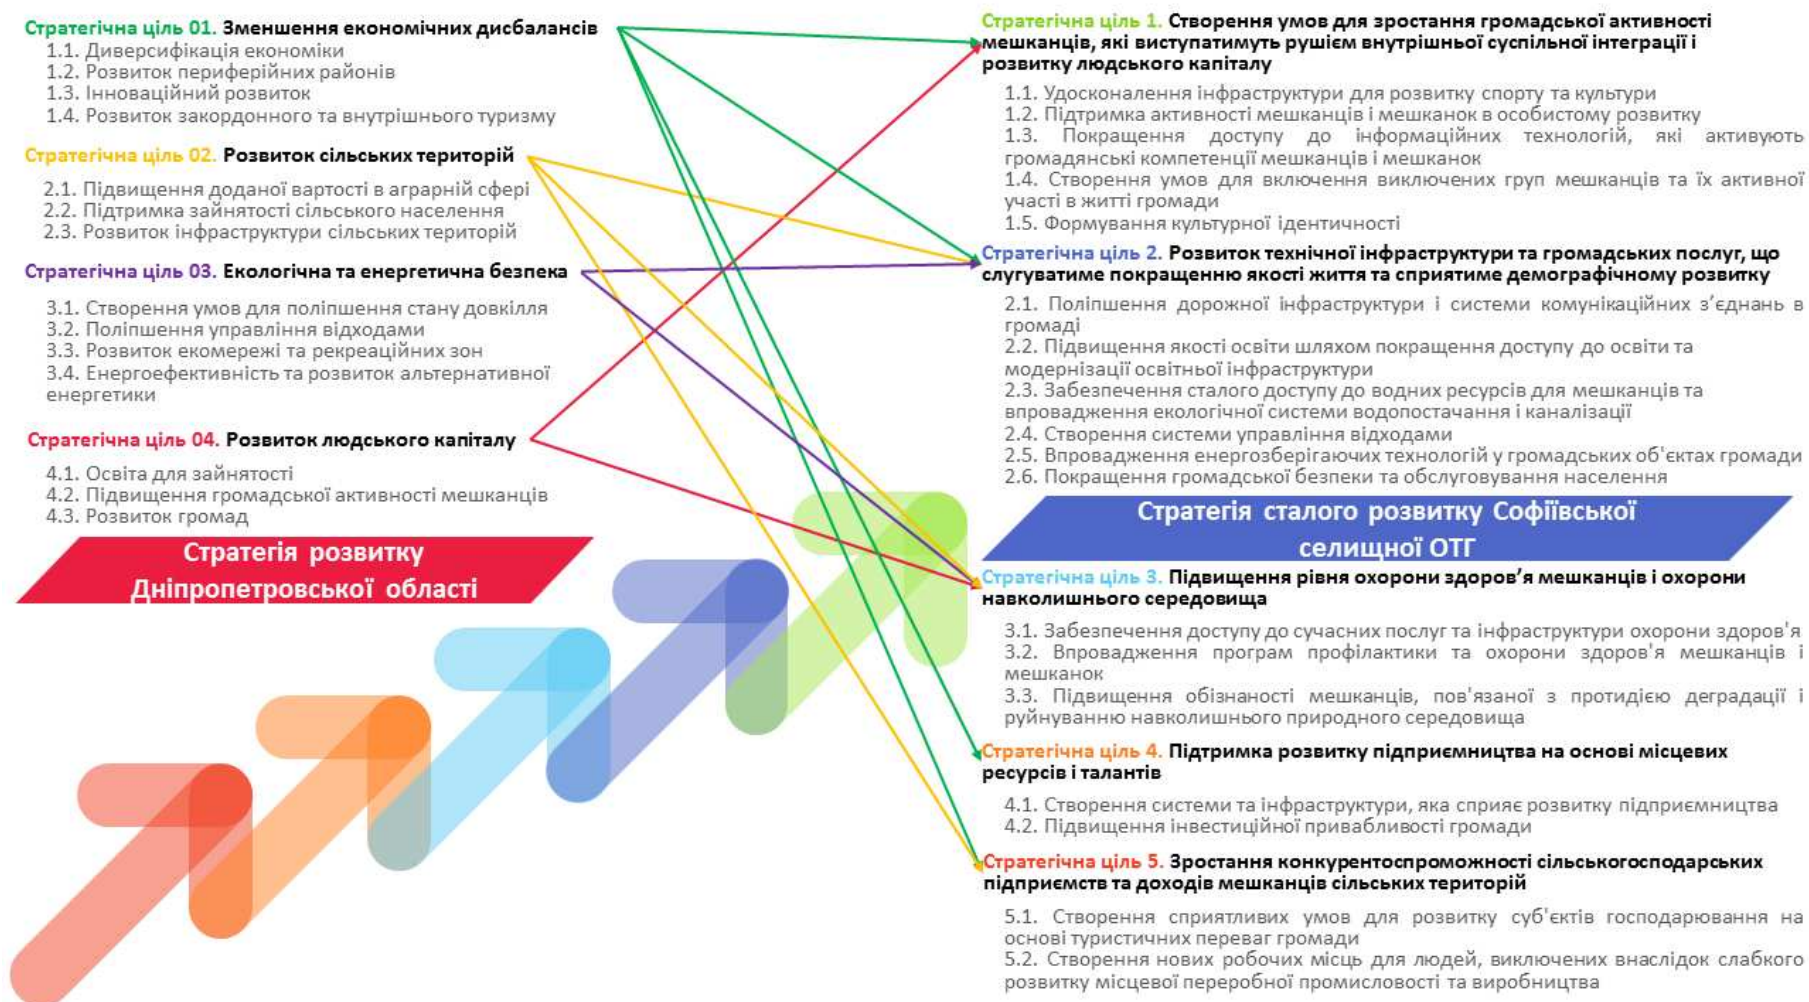 Стратегічна ціль 01. Зменшення економічних дисбалансів
1.1. Диверсифікація економіки
1.2. Розвиток периферійних районів
1.3. Інноваційний розвиток
1.4. Розвиток закордонного та внутрішнього туризму
Стратегічна ціль 02. Розвиток сільських територій
2.1. Підвищення доданої вартості в аграрній сфері
2.2. Підтримка зайнятості сільського населення
2.3. Розвиток інфраструктури сільських територій
Стратегічна ціль 03. Екологічна та енергетична безпека
3.1. Створення умов для поліпшення стану довкілля
3.2. Поліпшення управління відходами
3.3. Розвиток екомережі та рекреаційних зон
3.4. Енергоефективність та розвиток альтернативної
енергетики
Стратегічна ціль 04. Розвиток людського капіталу
4.1. Освіта для зайнятості
4.2. Підвищення громадської активності мешканців
4.3. Розвиток громад
Стратегія розвитку
Дніпропетровської області
Стратегічна ціль 1. Створення умов для зростання громадської активності
мешканців, які виступатимуть рушієм внутрішньої суспільної інтеграції і
розвитку людського капіталу
1.1. Удосконалення інфраструктури для розвитку спорту та культури
1.2. Підтримка активності мешканців і мешканок в особистому розвитку
1.3. Покращення доступу до інформаційних технологій, які активують
громадянські компетенції мешканців і мешканок
1.4. Створення умов для включення виключених груп мешканців та їх активної
участі в житті громади
1.5. Формування культурної ідентичності
Стратегічна ціль 2. Розвиток технічної інфраструктури та громадських послуг, що
слугуватиме покращенню якості життя та сприятиме демографічному розвитку
2.1. Поліпшення дорожної інфраструктури і системи комунікаційних з’єднань в
громаді
2.2. Підвищення якості освіти шляхом покращення доступу до освіти та
модернізації освітньої інфраструктури
2.3. Забезпечення сталого доступу до водних ресурсів для мешканців та
впровадження екологічної системи водопостачання і каналізації
2.4. Створення системи управління відходами
2.5. Впровадження енергозберігаючих технологій у громадських об'єктах громади
2.6. Покращення громадської безпеки та обслуговування населення
Стратегія сталого розвитку Софіївської
селищної ОТГ
Стратегічна ціль 3. Підвищення рівня охорони здоров’я мешканців і охорони
навколишнього середовища
3.1. Забезпечення доступу до сучасних послуг та інфраструктури охорони здоров'я
3.2. Впровадження програм профілактики та охорони здоров'я мешканців і
мешканок
3.3. Підвищення обізнаності мешканців, пов'язаної з протидією деградації і
руйнуванню навколишнього природного середовища
Стратегічна ціль 4. Підтримка розвитку підприємництва на основі місцевих
ресурсів і талантів
4.1. Створення системи та інфраструктури, яка сприяє розвитку підприємництва
4.2. Підвищення інвестиційної привабливості громади
Стратегічна ціль 5. Зростання конкурентоспроможності сільськогосподарських
підприємств та доходів мешканців сільських територій
5.1. Створення сприятливих умов для розвитку суб'єктів господарювання на
основі туристичних переваг громади
5.2. Створення нових робочих місць для людей, виключених внаслідок слабкого
розвитку місцевої переробної промисловості та виробництва